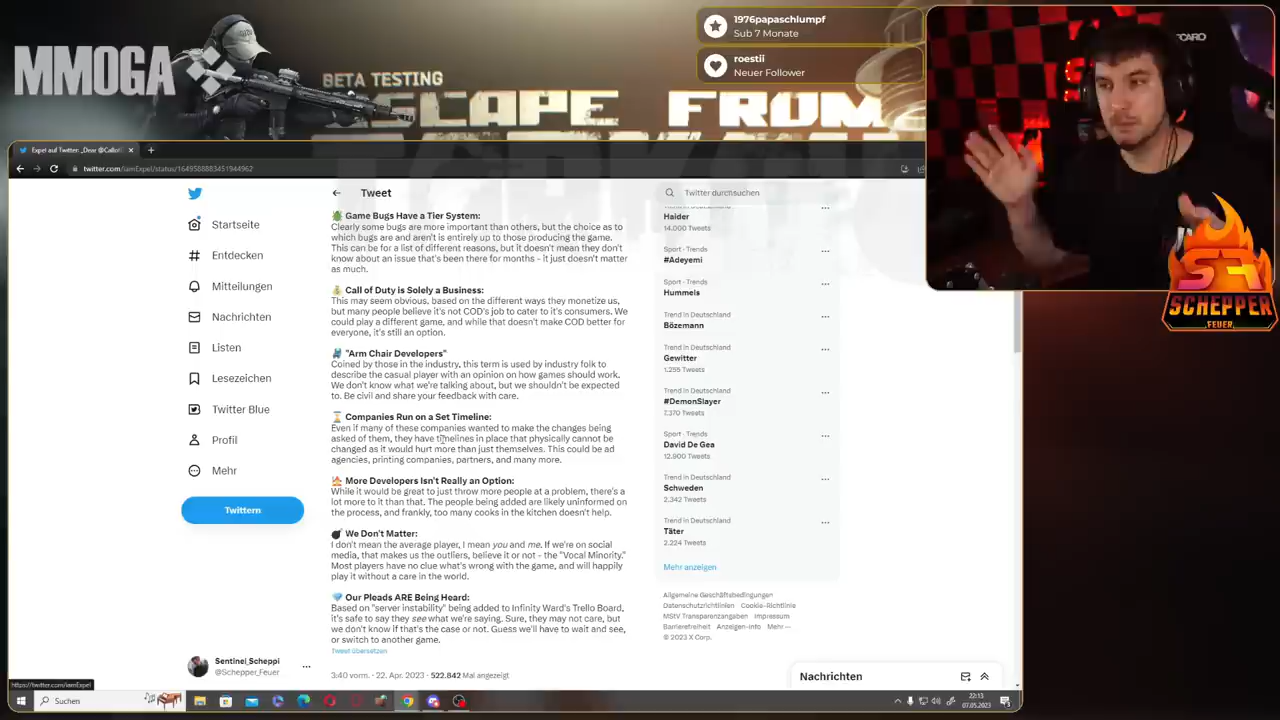 MMOGA
BETA TESTING
ESCAPE FROM
1976papaschlumpf
Sub 7 Monate
roestii
Neuer Follower
CARO
SF
SCHEPPER
FEUER
Expel auf Twitter: „Dear
twitter.com/iamExpel/status/1649588883451944962
Startseite
Entdecken
Mitteilungen
Nachrichten
Listen
Lesezeichen
Twitter Blue
Profil
Mehr
Twittern
Sentinel_Scheppi
@Schepper_Feuer
Tweet
Game Bugs Have a Tier System:
Clearly some bugs are more important than others, but the choice as to
which bugs are and aren't is entirely up to those producing the game.
This can be for a list of different reasons, but it doesn't mean they don't
know about an issue that's been there for months - it just doesn't matter
as much.
Call of Duty is Solely a Business:
This may seem obvious, based on the different ways they monetize us,
but many people believe it's not COD's job to cater to it's consumers. We
could play a different game, and while that doesn't make COD better for
everyone, it's still an option.
"Arm Chair Developers"
Coined by those in the industry, this term is used by industry folk to
describe the casual player with an opinion on how games should work.
We don't know what we're talking about, but we shouldn't be expected
to. Be civil and share your feedback with care.
Companies Run on a Set Timeline:
Even if many of these companies wanted to make the changes being
asked of them, they have timelines in place that physically cannot be
changed as it would hurt more than just themselves. This could be ad
agencies, printing companies, partners, and many more.
More Developers Isn't Really an Option:
While it would be great to just throw more people at a problem, there's a
lot more to it than that. The people being added are likely uninformed on
the process, and frankly, too many cooks in the kitchen doesn't help.
We Don't Matter:
I don't mean the average player, I mean you and me. If we're on social
media, that makes us the outliers, believe it or not - the "Vocal Minority."
Most players have no clue what's wrong with the game, and will happily
play it without a care in the world.
Our Pleads ARE Being Heard:
Based on "server instability" being added to Infinity Ward's Trello Board,
it's safe to say they see what we're saying. Sure, they may not care, but
we don't know if that's the case or not. Guess we'll have to wait and see,
or switch to another game.
Tweet übersetzen
3:40 vorm. · 22. Apr. 2023 · 522.842 Mal angezeigt
Twitter durchsuchen
Haider
14.000 Tweets
Sport · Trends
#Adeyemi
Sport · Trends
Hummels
Trend in Deutschland
Bözemann
Trend in Deutschland
Gewitter
1.255 Tweets
Trend in Deutschland
#DemonSlayer
7.370 Tweets
Sport · Trends
David De Gea
12.900 Tweets
Trend in Deutschland
Schweden
2.342 Tweets
Trend in Deutschland
Täter
2.224 Tweets
Mehr anzeigen
Allgemeine Geschäftsbedingungen
Datenschutzrichtlinien Cookie-Richtlinie
MStV Transparenzangaben Impressum
Barrierefreiheit Anzeigen-Info Mehr ···
© 2023 X Corp.
Nachrichten
https://twitter.com/iamExpel
Suchen
22:13
07.05.2023